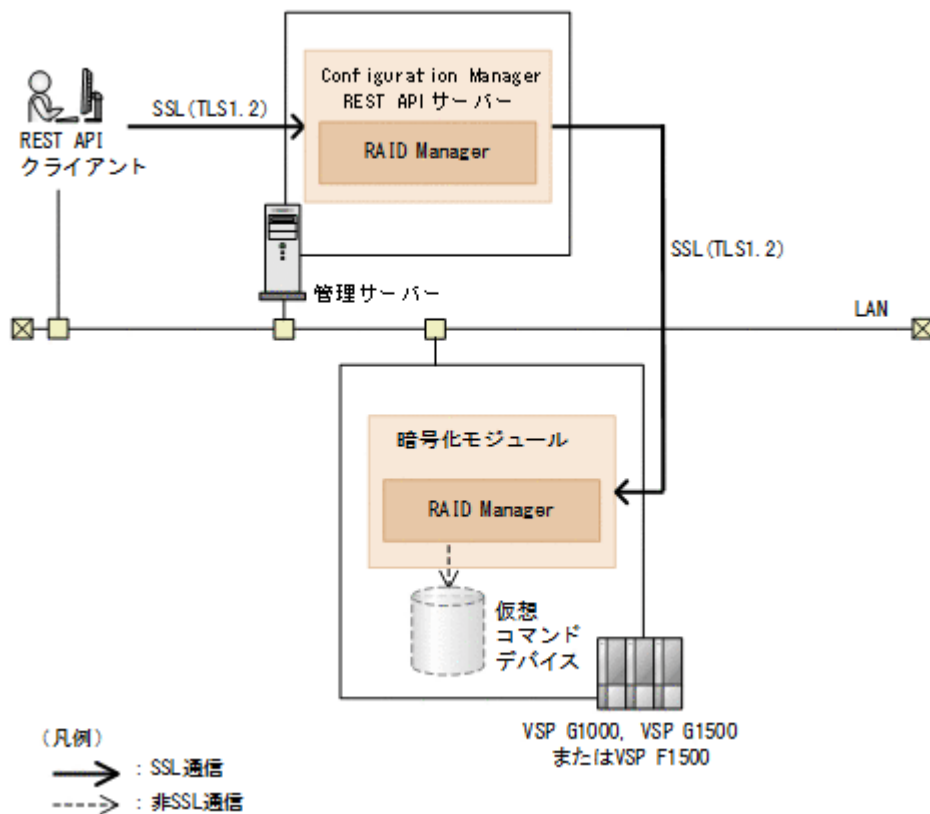 Configuration Manager
REST APIサーバー
RAID Manager
SSL(TLS1.2)
REST API
クライアント
SSL(TLS1.2)
管理サーバー
LAN
暗号化モジュール
RAID Manager
仮想
コマンド
デバイス
VSP G1000, VSP G1500
またはVSP F1500
(凡例)
: SSL通信
: 非SSL通信